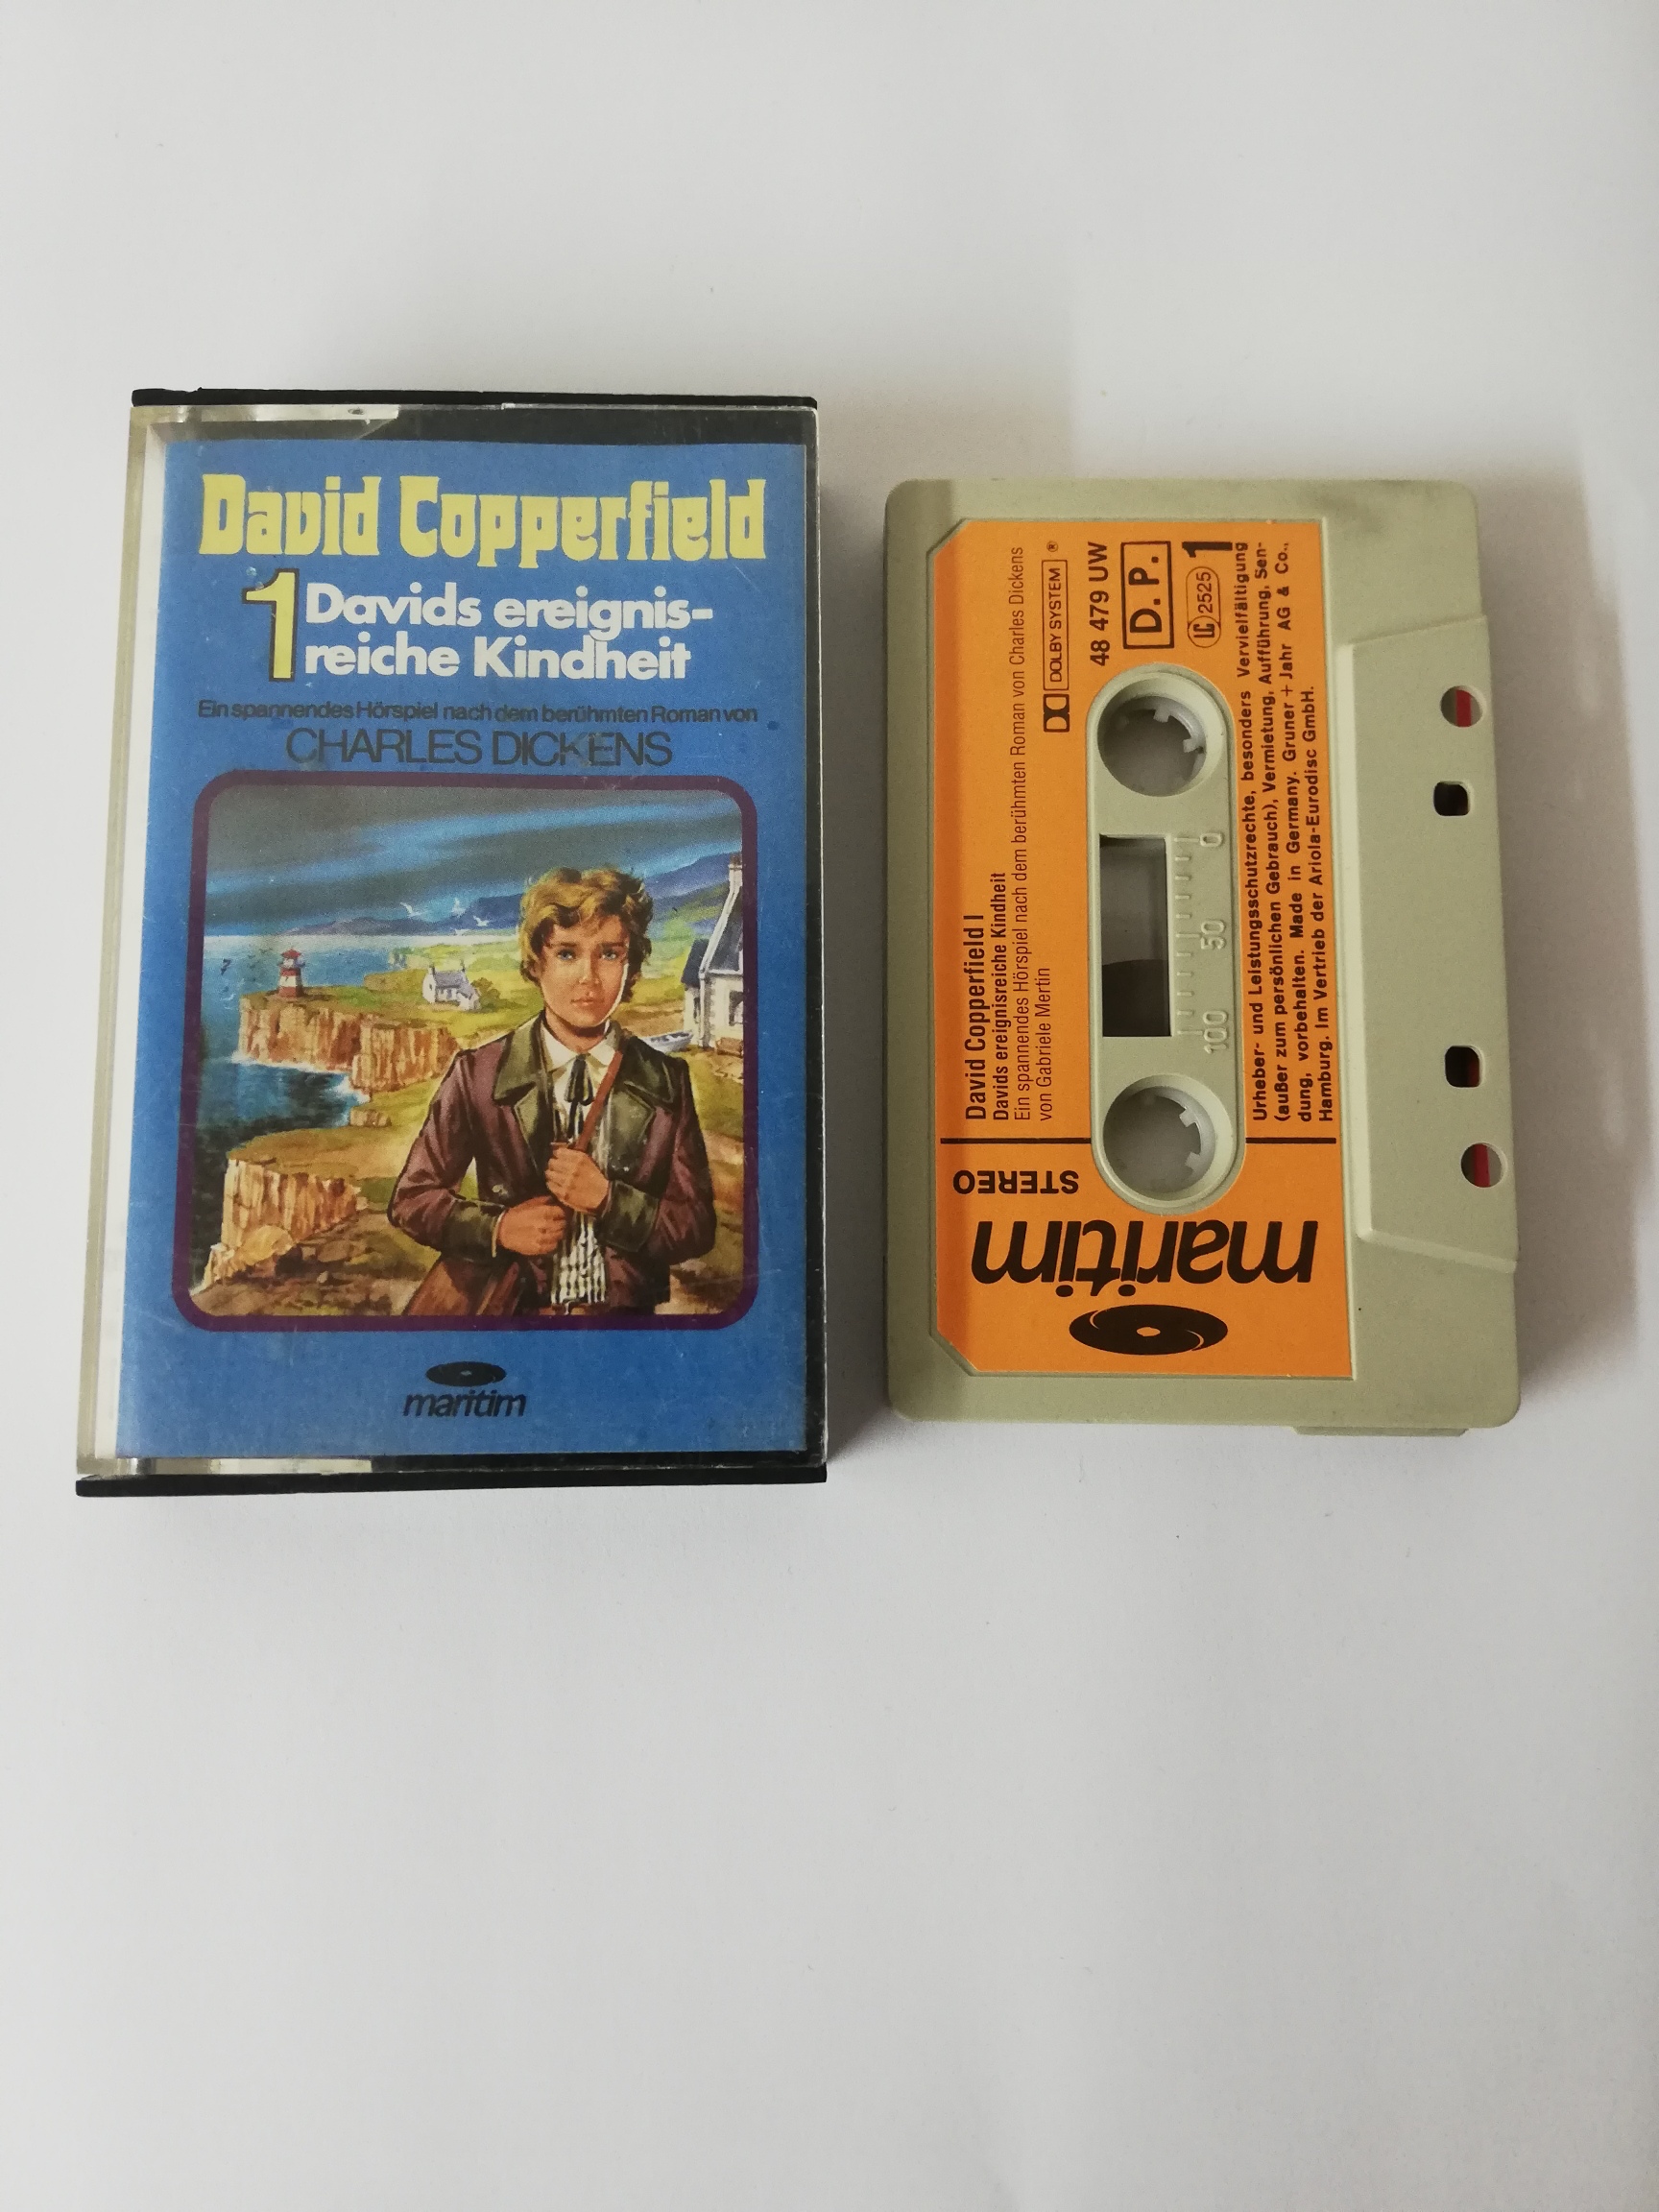 David Copperfield
1 Davids ereignis-
reiche Kindheit
Ein spannendes Hörspiel nach dem berühmten Roman von
CHARLES DICKENS
maritim
David Copperfield I
Davids ereignisreiche Kindheit
Ein spannendes Hörspiel nach dem berühmten Roman von Charles Dickens
von Gabriele Mertin
DOLBY SYSTEM ®
48 479 UW
D. P.
LC 2525
1
100 50 0
Urheber- und Leistungsschutzrechte, besonders Vervielfältigung
(außer zum persönlichen Gebrauch), Vermietung, Aufführung, Sen-
dung, vorbehalten. Made in Germany. Gruner + Jahr AG & Co.,
Hamburg. Im Vertrieb der Ariola-Eurodisc GmbH.
STEREO
maritim